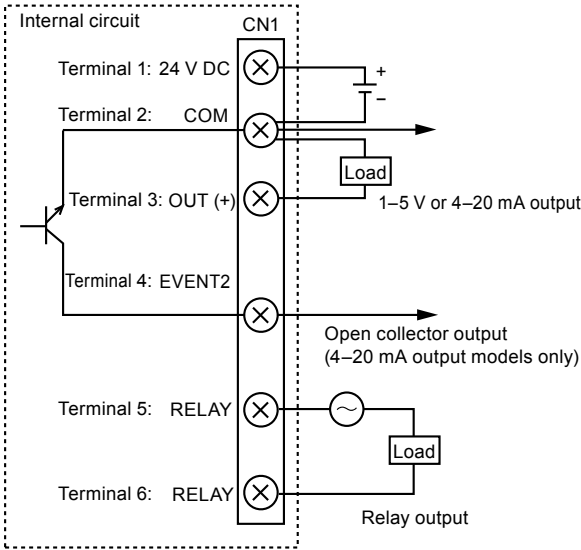 Internal circuit
CN1
Terminal 1: 24 V DC
+
−
Terminal 2: COM
Load
Terminal 3: OUT (+)
1–5 V or 4–20 mA output
Terminal 4: EVENT2
Open collector output
(4–20 mA output models only)
Terminal 5: RELAY
Load
Terminal 6: RELAY
Relay output